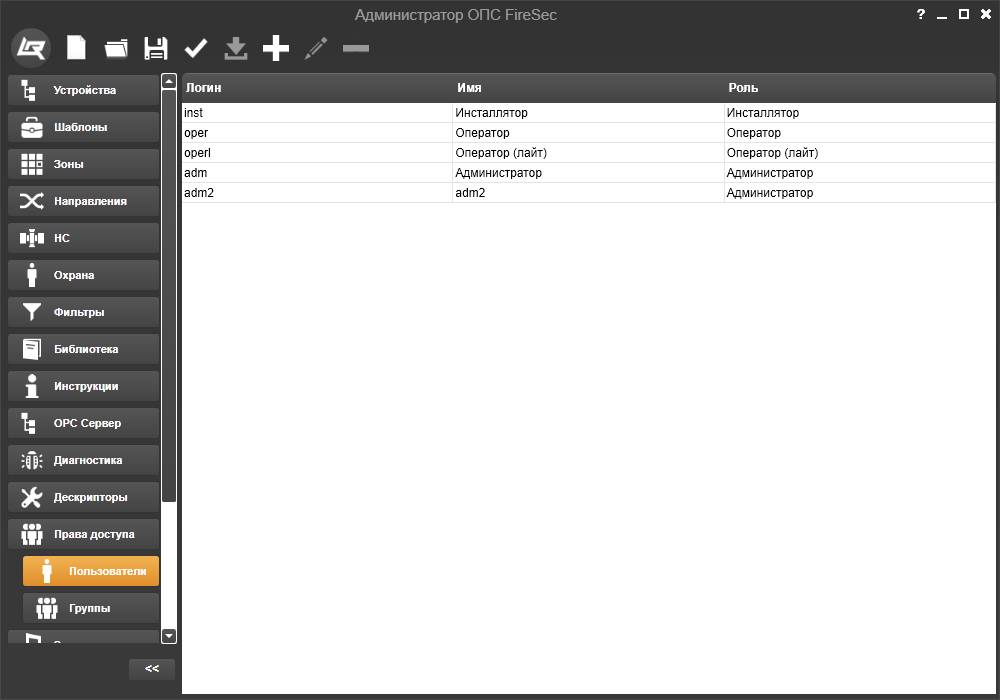 Администратор ОПС FireSec
?
Логин Имя Роль
inst Инсталлятор Инсталлятор
oper Оператор Оператор
operl Оператор (лайт) Оператор (лайт)
adm Администратор Администратор
adm2 adm2 Администратор
Устройства
Шаблоны
Зоны
Направления
НС
Охрана
Фильтры
Библиотека
Инструкции
OPC Сервер
Диагностика
Дескрипторы
Права доступа
Пользователи
Группы
<<